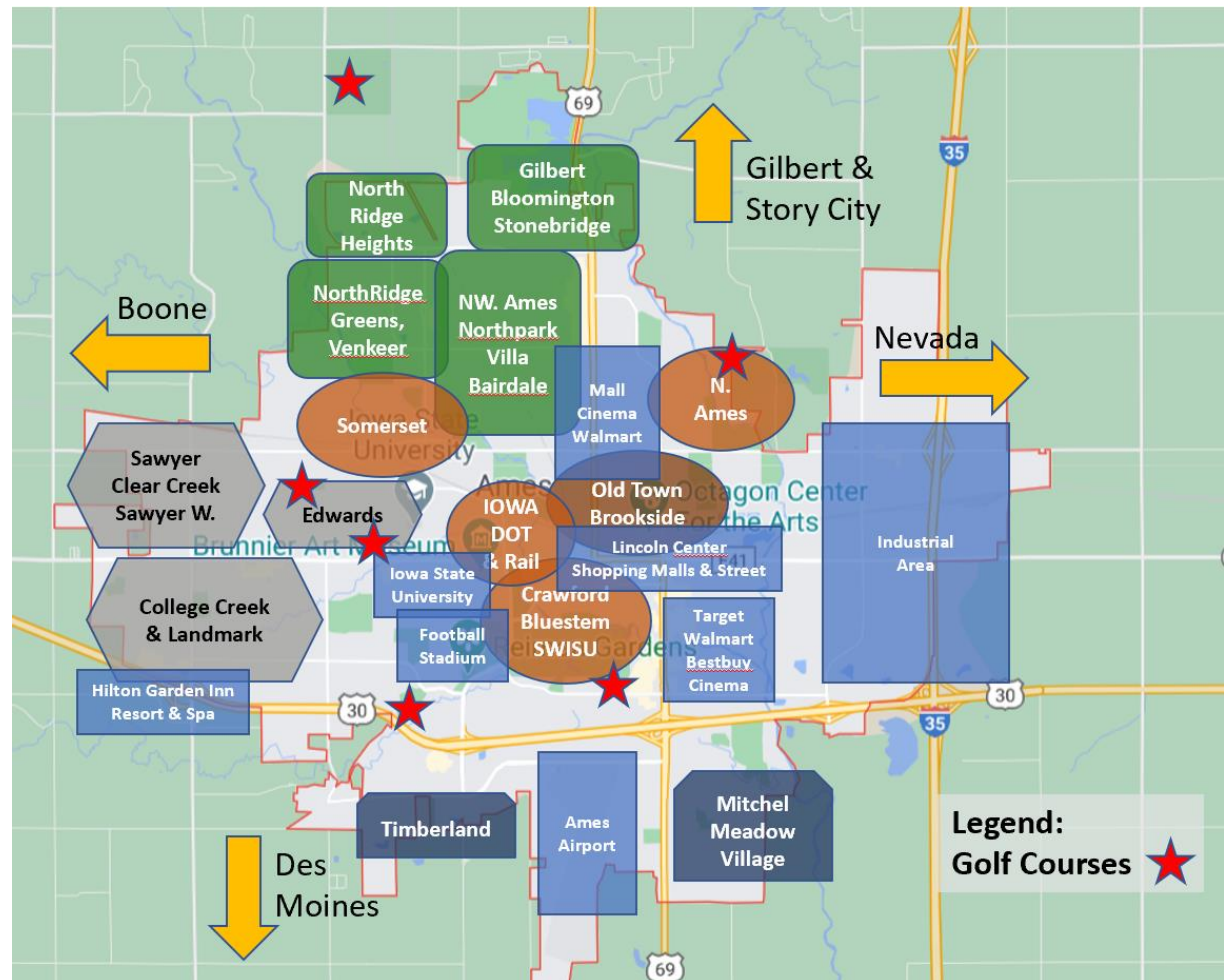 69
Gilbert
Bloomington
Stonebridge
North
Ridge
Heights
35
Gilbert &
Story City
Boone
NorthRidge
Greens,
Venkeer
NW. Ames
Northpark
Villa
Bairdale
Nevada
Mall
Cinema
Walmart
N.
Ames
Somerset
Iowa State
University
Sawyer
Clear Creek
Sawyer W.
Edwards
Ames
Old Town
Brookside
Octagon Center
For the Arts
IOWA
DOT
& Rail
Brunnier Art Museum
Lincoln Center
Shopping Malls & Street
E41
Industrial
Area
Iowa State
University
College Creek
& Landmark
Crawford
Bluestem
SWISU
Football
Stadium
Gardens
Target
Walmart
Bestbuy
Cinema
Hilton Garden Inn
Resort & Spa
30
30
35
Timberland
Ames
Airport
Mitchel
Meadow
Village
Legend:
Golf Courses
Des
Moines
69